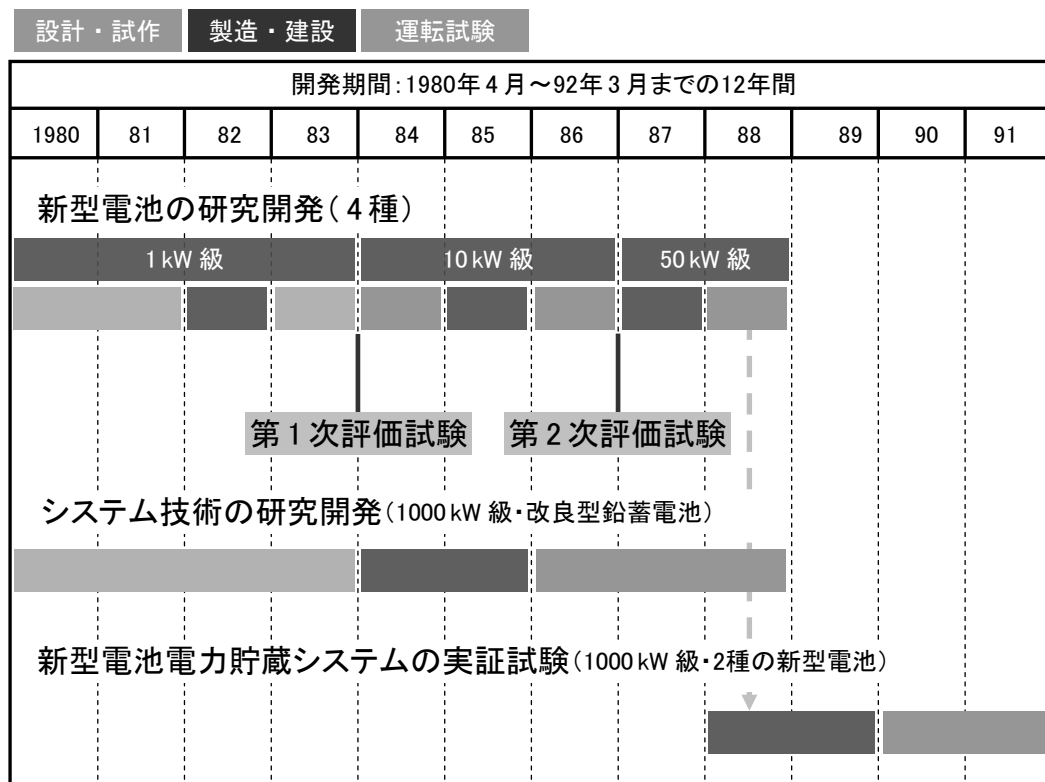 設計・試作 製造・建設 運転試験
開発期間:1980年4月～92年3月までの12年間
1980 81 82 83 84 85 86 87 88 89 90 91
新型電池の研究開発(4種)
1kW級 10kW級 50kW級
第1次評価試験 第2次評価試験
システム技術の研究開発(1000kW級・改良型鉛蓄電池)
新型電池電力貯蔵システムの実証試験(1000kW級・2種の新型電池)